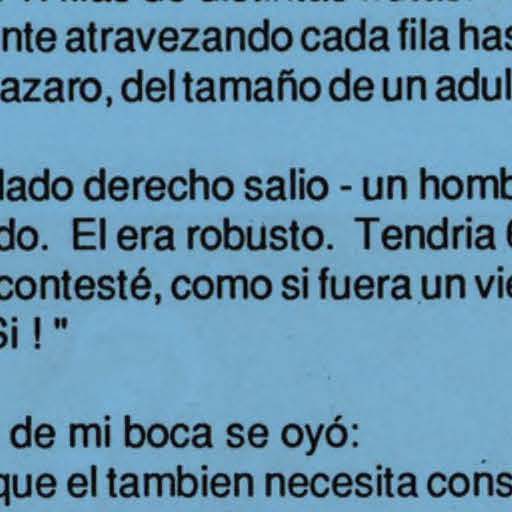 nte atravezando cada fila has
azaro, del tamaño de un adul
lado derecho salio - un homb
do. El era robusto. Tendria 6
contesté, como si fuera un vie
Si ! "
de mi boca se oyó:
que el tambien necesita cons